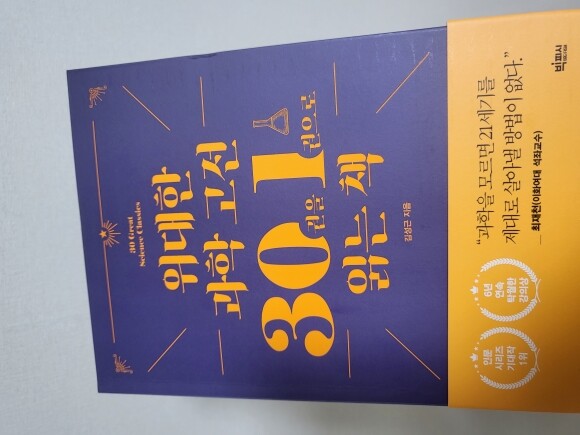 30 Great
Science Classics
위대한
과학 고전
30권을 1권으로
읽는 책
김성근 지음
“과학을 모르면 21세기를
제대로 살아낼 방법이 없다.”
__ 최재천(이화여대 석좌교수)
인문
시리즈
기대작
1위
6년
연속
탁월한
강의상
빅피시